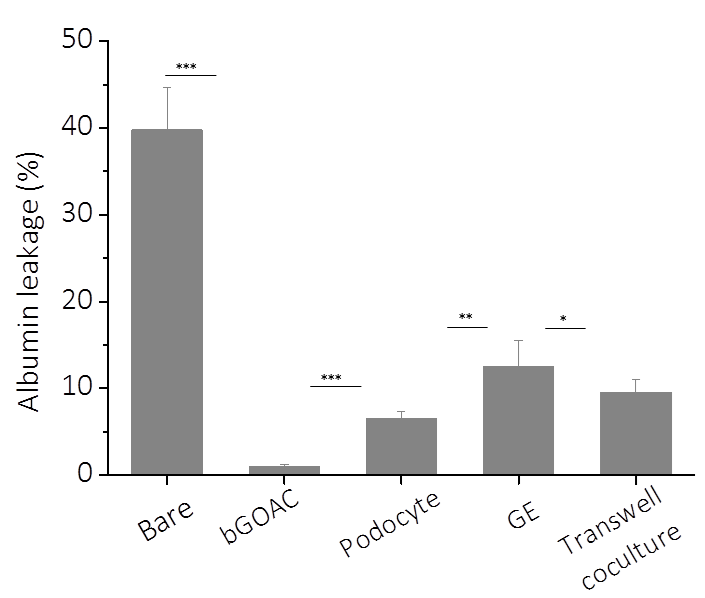 50
40
30
20
10
0
Albumin leakage (%)
***
***
**
*
Bare
bGOAC
Podocyte
GE
Transwell
coculture